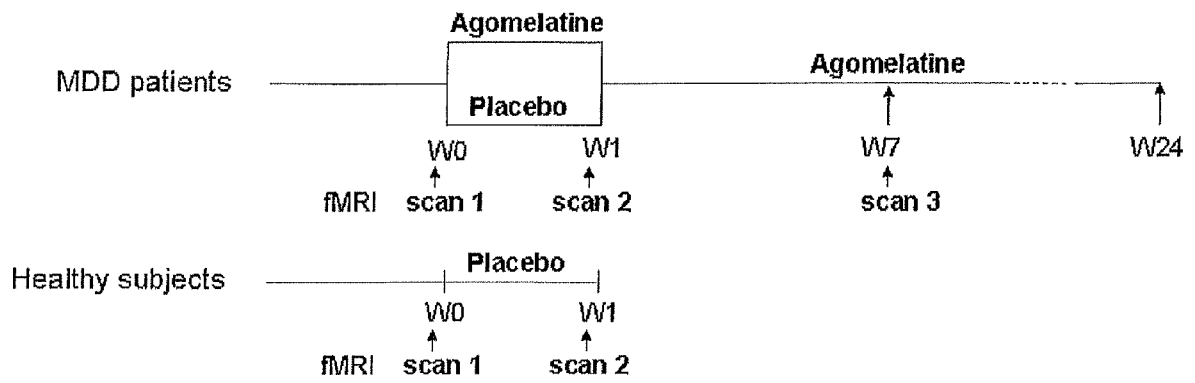 Agomelatine
MDD patients
Agomelatine
Placebo
W0 W1 W7 W24
fMRI scan 1 scan 2 scan 3
Placebo
Healthy subjects
W0 W1
fMRI scan 1 scan 2